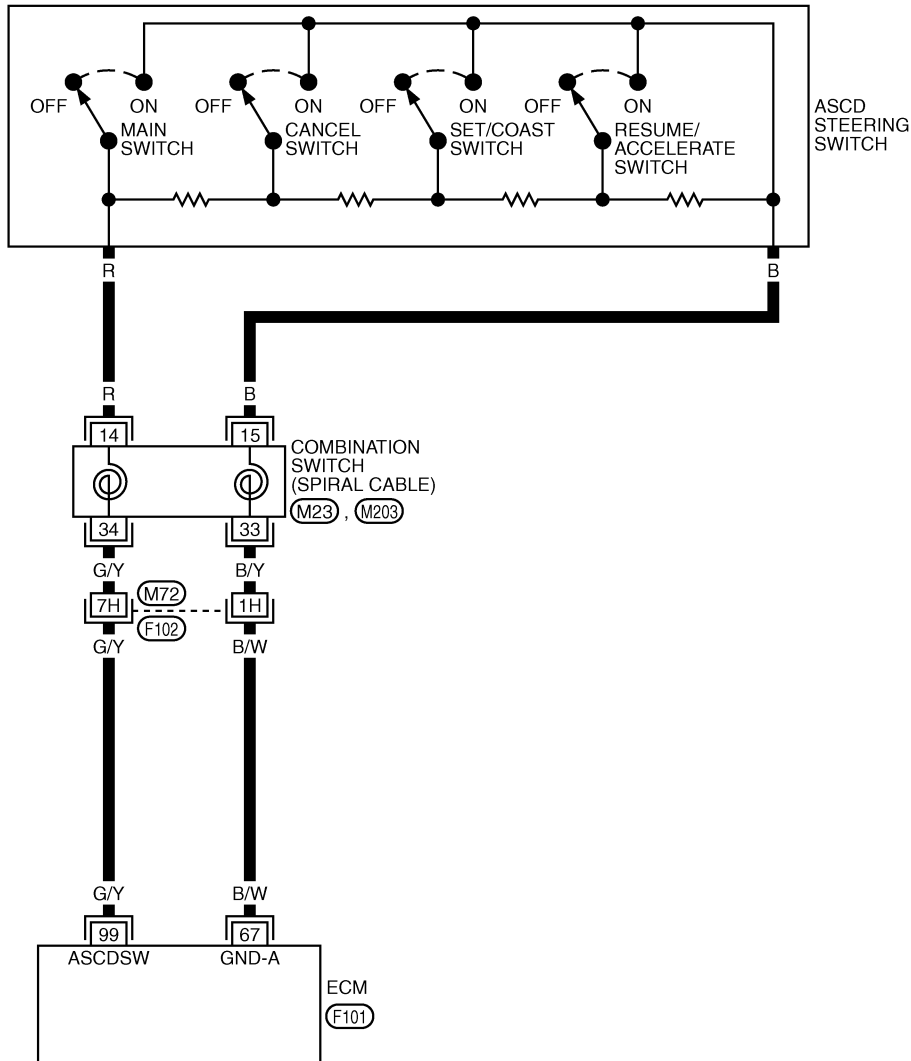 OFF ON OFF ON OFF ON OFF ON
MAIN
SWITCH
CANCEL
SWITCH
SET/COAST
SWITCH
RESUME/
ACCELERATE
SWITCH
ASCD
STEERING
SWITCH
R B
R B
14 15
COMBINATION
SWITCH
(SPIRAL CABLE)
M23 , M203
34 33
G/Y B/Y
7H M72 1H
F102
G/Y B/W
G/Y B/W
99 67
ASCDSW GND-A
ECM
F101